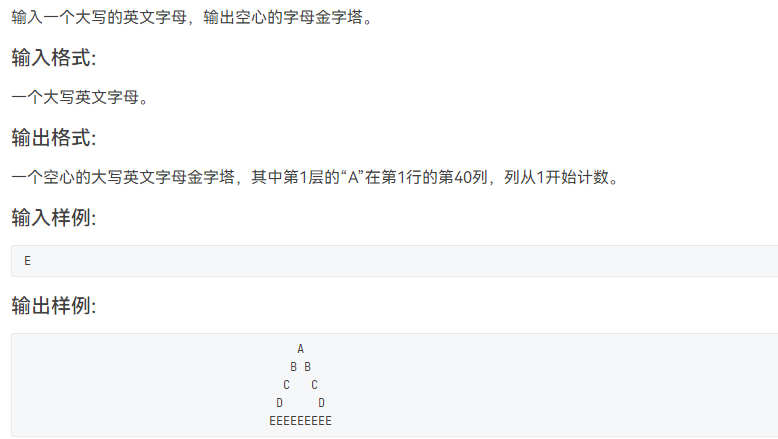 输入一个大写的英文字母，输出空心的字母金字塔。
输入格式:
一个大写英文字母。
输出格式:
一个空心的大写英文字母金字塔，其中第1层的“A”在第1行的第40列，列从1开始计数。
输入样例:
E
输出样例:
                                       A
                                      B B
                                     C   C
                                    D     D
                                   EEEEEEEEE